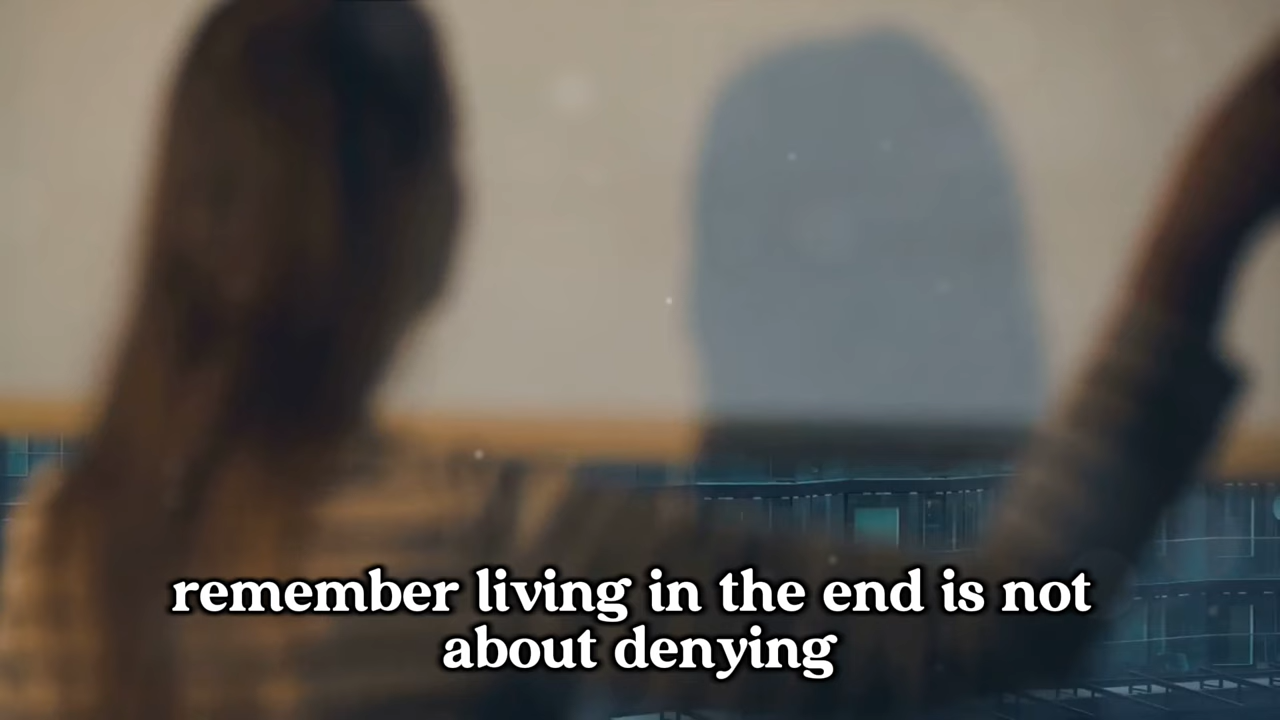 remember living in the end is not
about denying